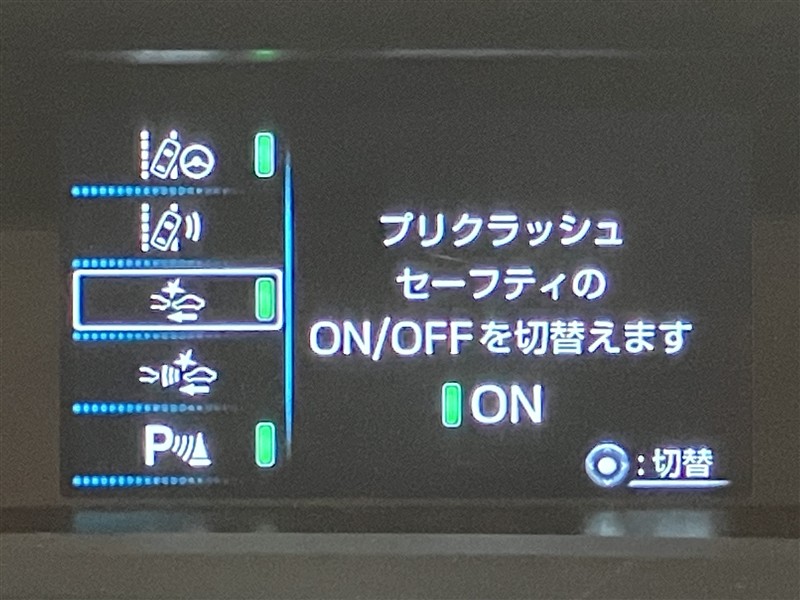 プリクラッシュ
セーフティの
ON/OFFを切替えます
ON
:切替
P